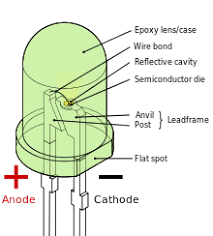 Epoxy lens/case
Wire bond
Reflective cavity
Semiconductor die
Anvil
Post
Leadframe
Flat spot
+ −
Anode
Cathode